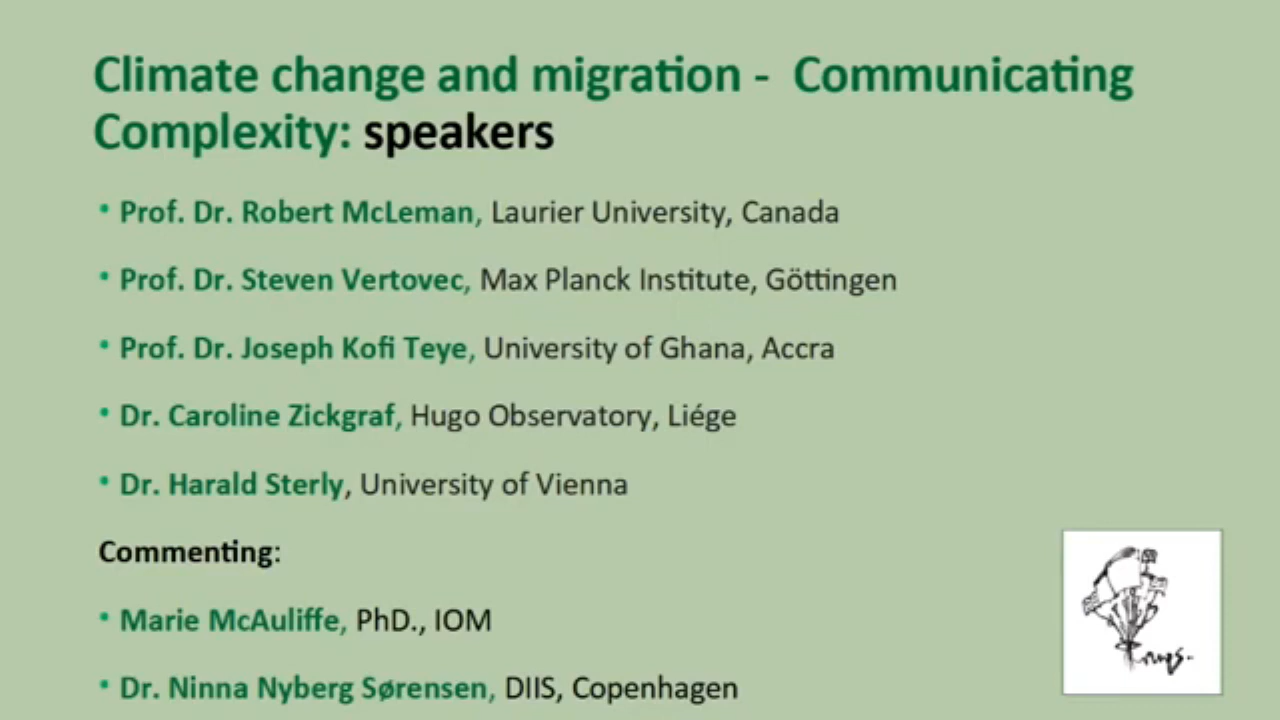 Climate change and migration - Communicating
Complexity: speakers
• Prof. Dr. Robert McLeman, Laurier University, Canada
• Prof. Dr. Steven Vertovec, Max Planck Institute, Göttingen
• Prof. Dr. Joseph Kofi Teye, University of Ghana, Accra
• Dr. Caroline Zickgraf, Hugo Observatory, Liége
• Dr. Harald Sterly, University of Vienna
Commenting:
• Marie McAuliffe, PhD., IOM
• Dr. Ninna Nyberg Sørensen, DIIS, Copenhagen